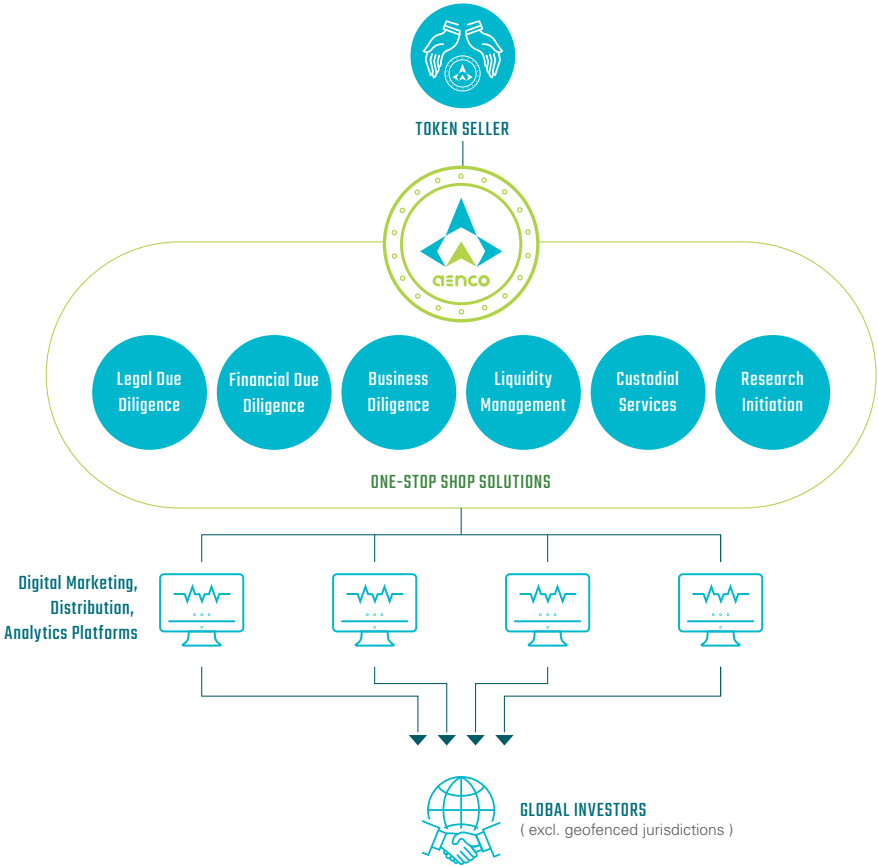 TOKEN SELLER
aenco
Legal Due
Diligence
Financial Due
Diligence
Business
Diligence
Liquidity
Management
Custodial
Services
Research
Initiation
ONE-STOP SHOP SOLUTIONS
Digital Marketing,
Distribution,
Analytics Platforms
GLOBAL INVESTORS
( excl. geofenced jurisdictions )